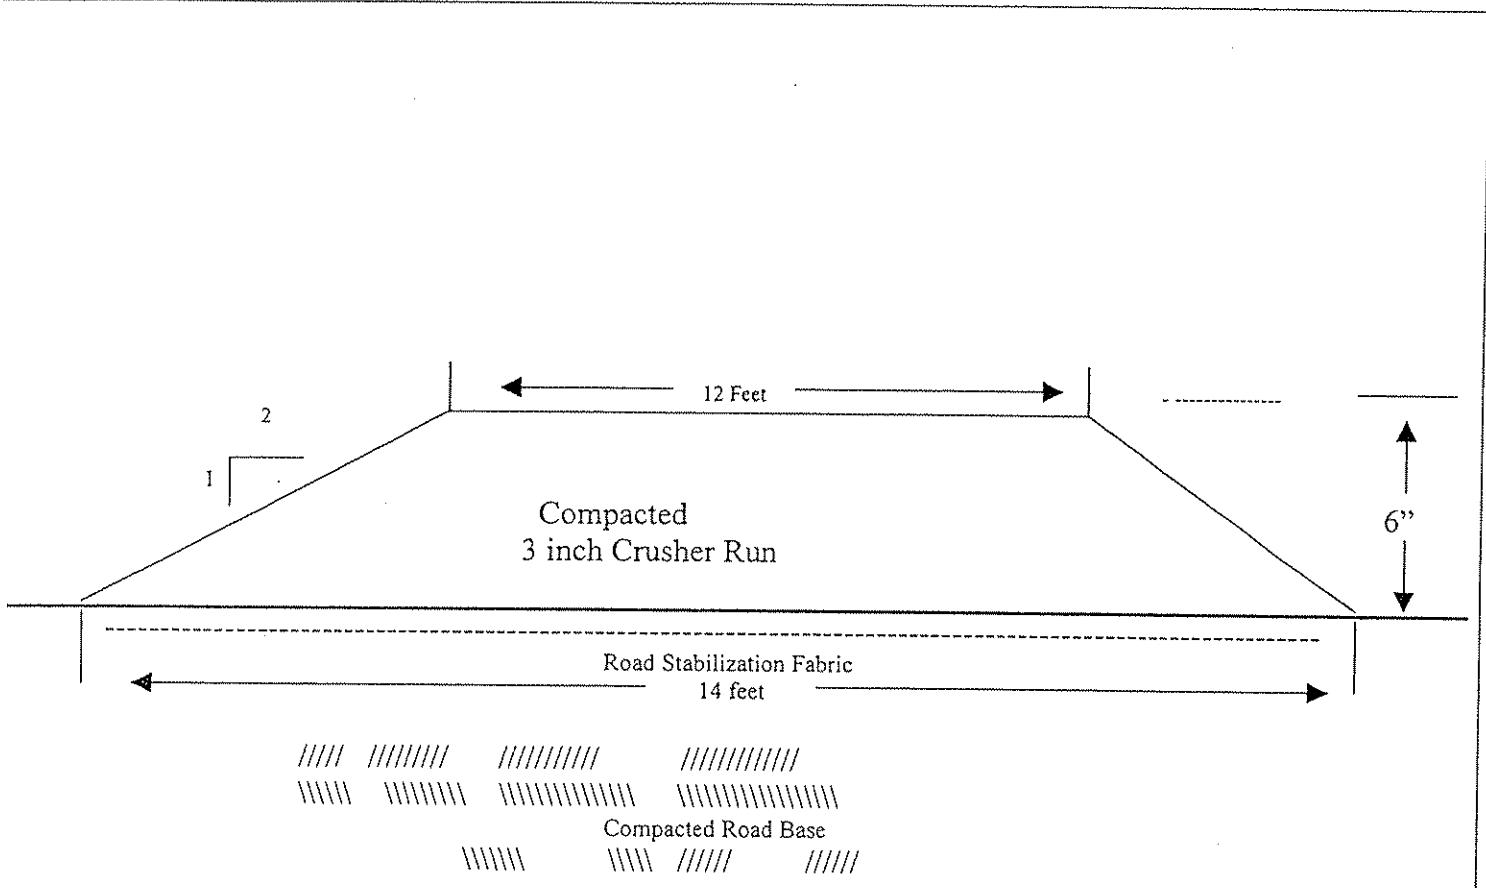 12 Feet
2
1
Compacted
3 inch Crusher Run
6”
Road Stabilization Fabric
14 feet
Compacted Road Base